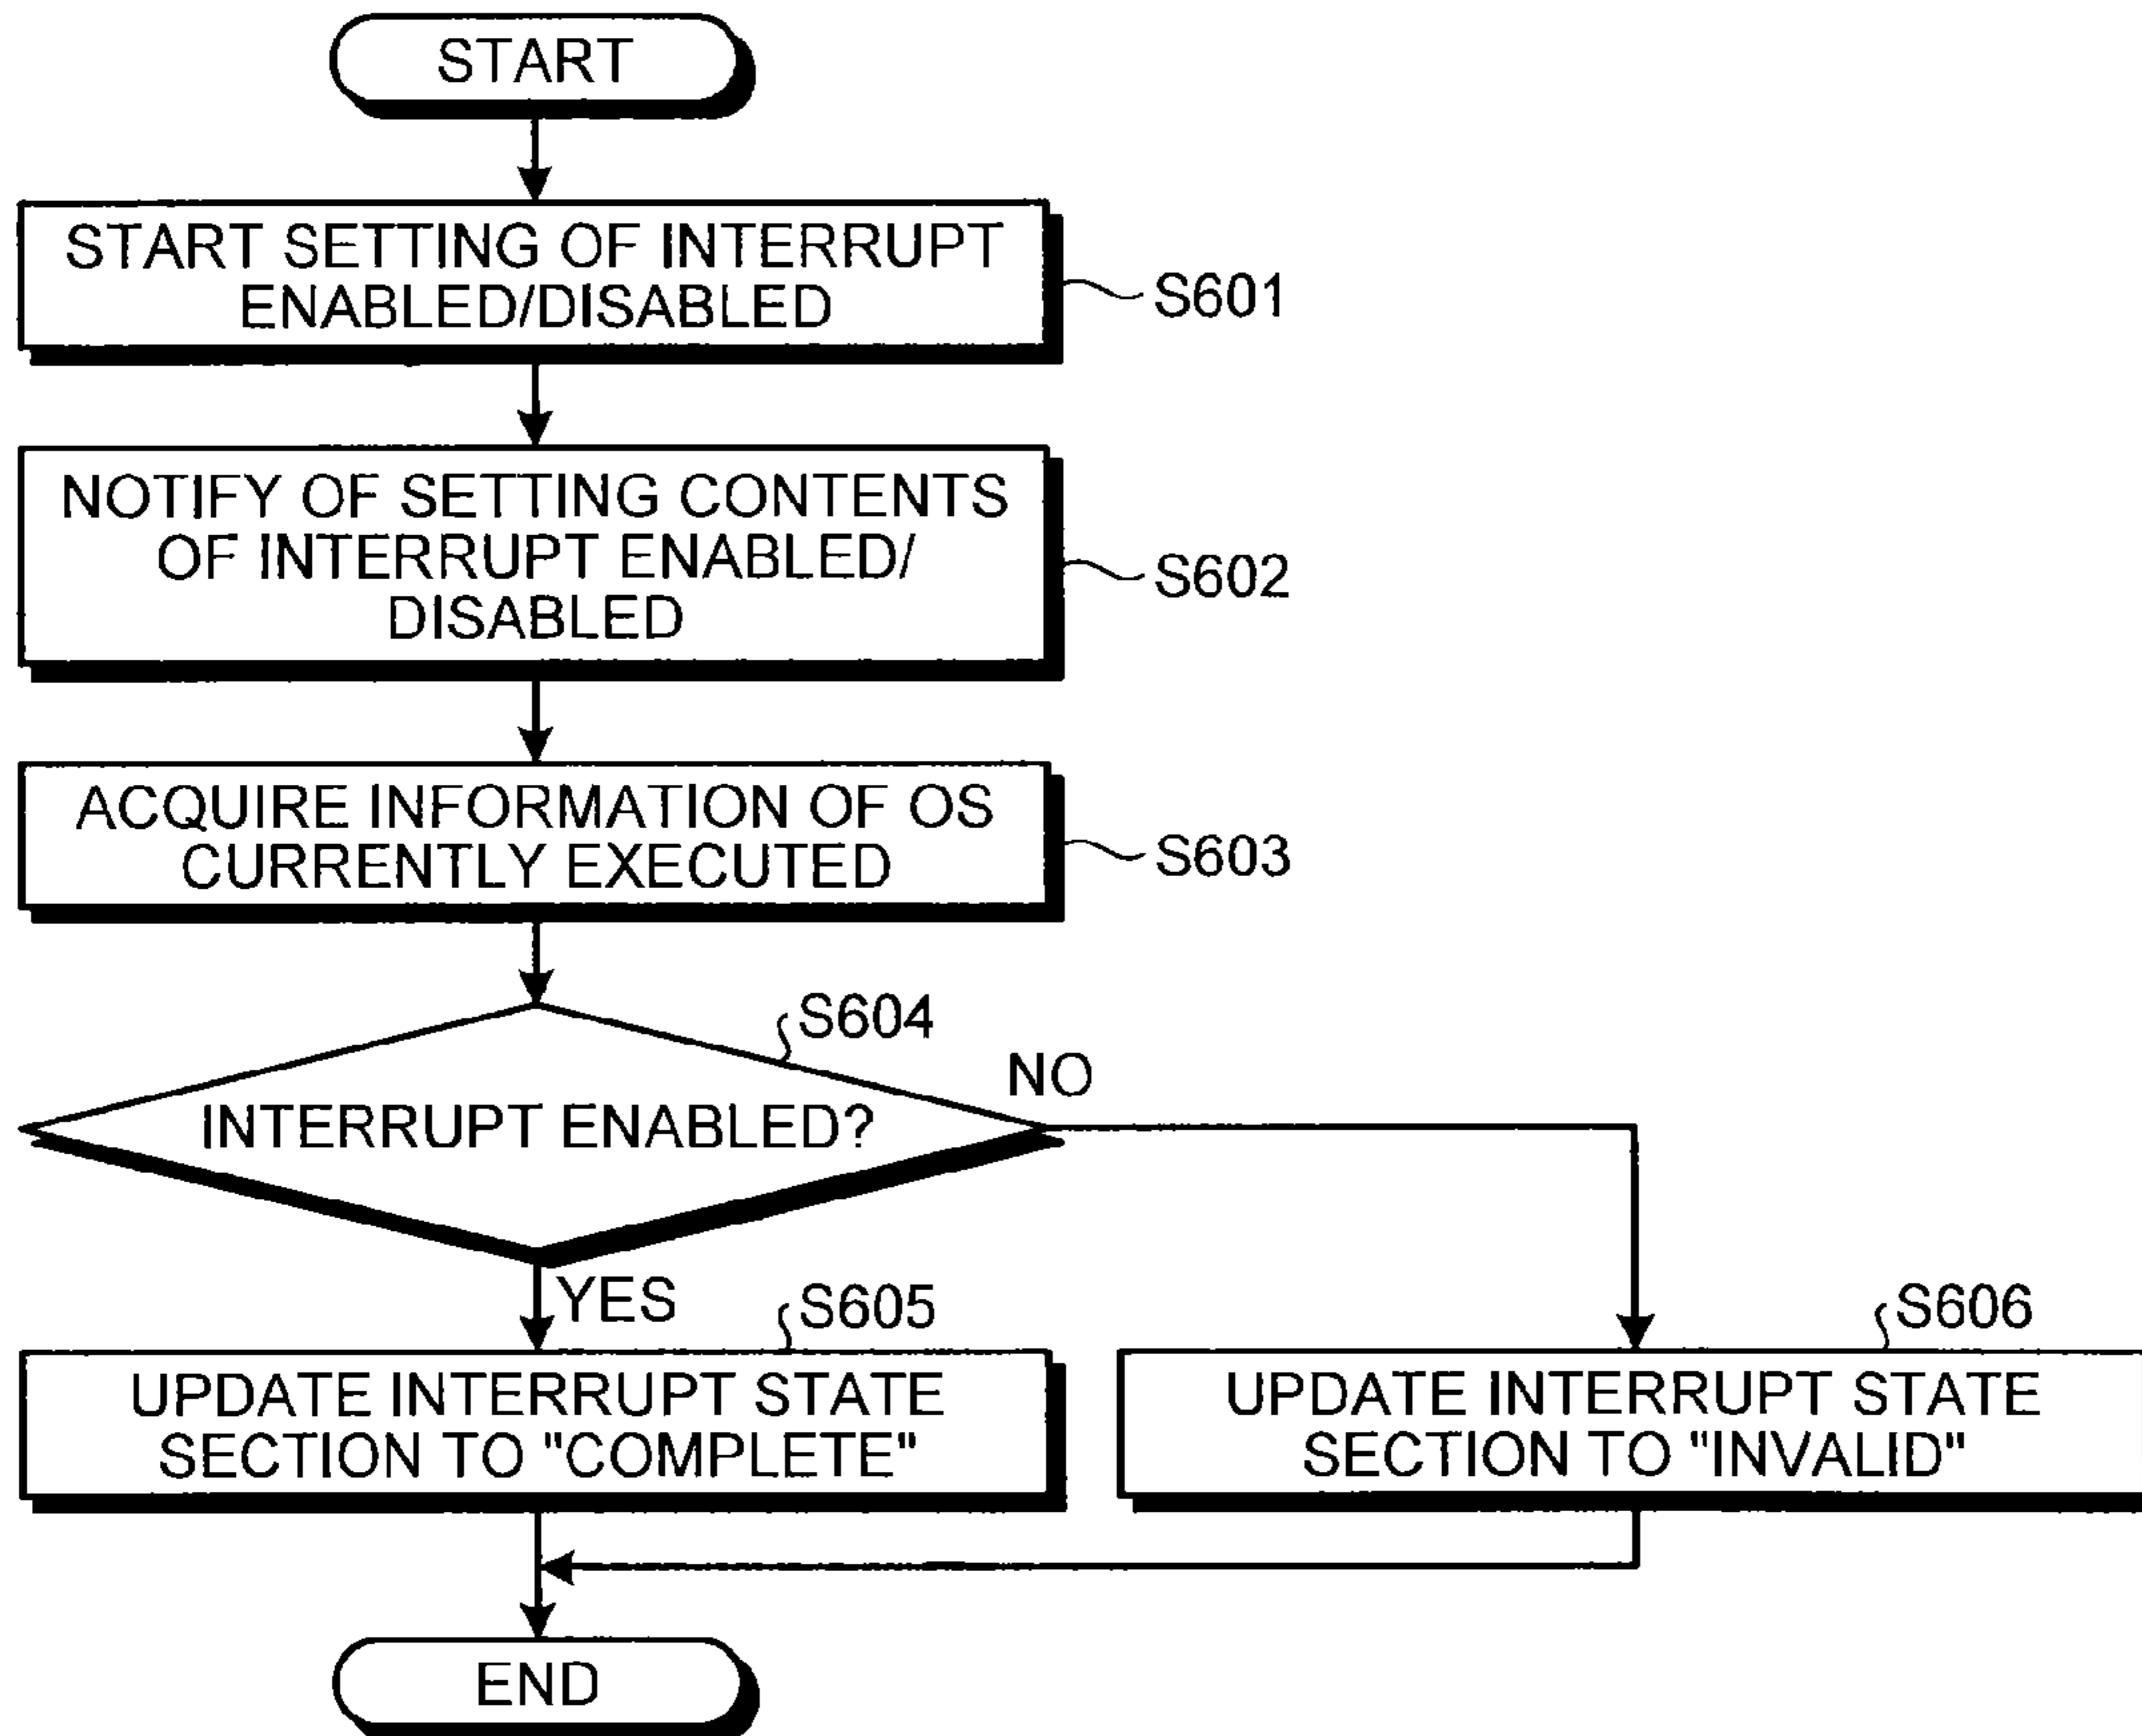 START
START SETTING OF INTERRUPT
ENABLED/DISABLED
S601
NOTIFY OF SETTING CONTENTS
OF INTERRUPT ENABLED/
DISABLED
S602
ACQUIRE INFORMATION OF OS
CURRENTLY EXECUTED
S603
S604
NO
INTERRUPT ENABLED?
YES
S605
S606
UPDATE INTERRUPT STATE
SECTION TO "COMPLETE"
UPDATE INTERRUPT STATE
SECTION TO "INVALID"
END